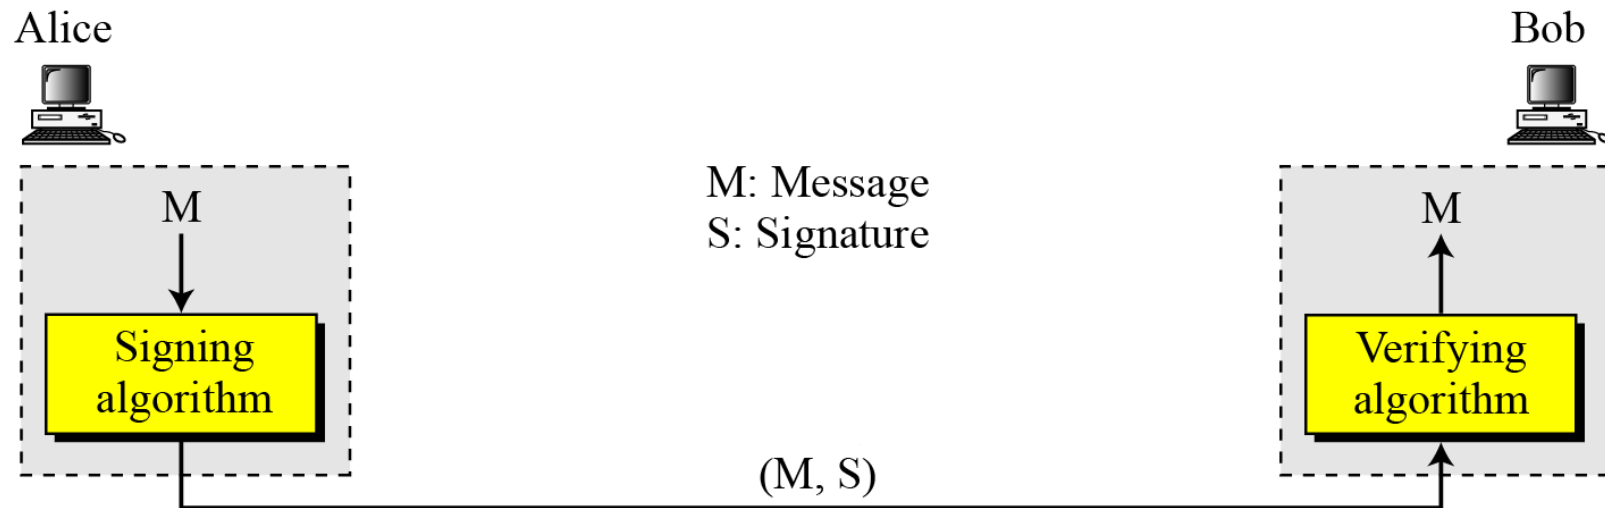 Alice
Bob
M
M: Message
S: Signature
M
Signing
algorithm
Verifying
algorithm
(M, S)